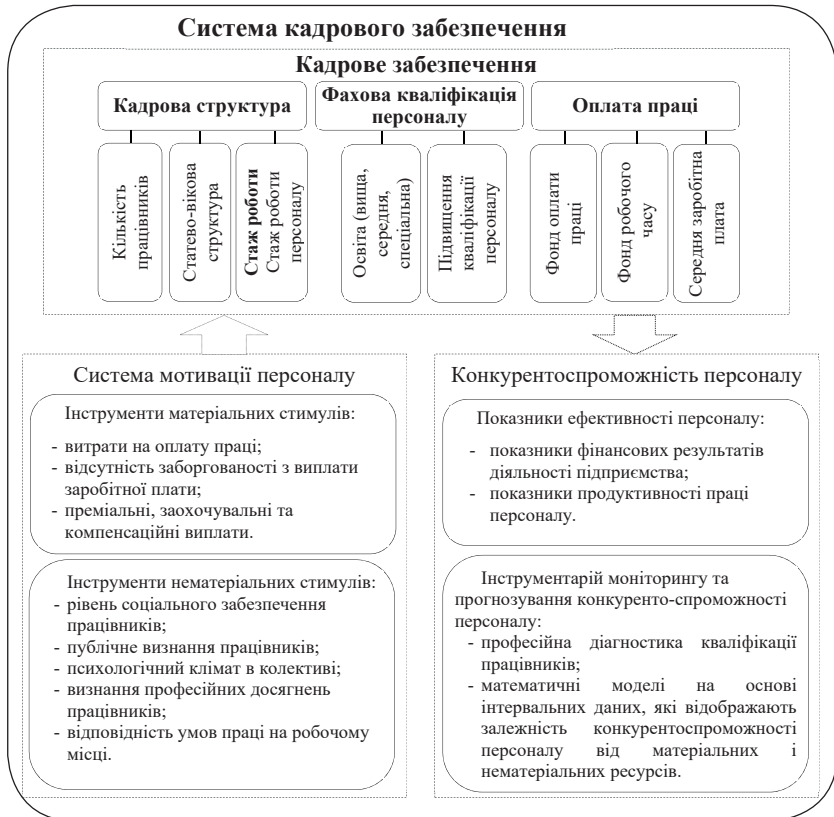 Система кадрового забезпечення
Кадрове забезпечення
Кадрова структура
Фахова кваліфікація
персоналу
Оплата праці
Кількість
працівників
Статево-вікова
структура
Стаж роботи
Стаж роботи
персоналу
Освіта (вища,
середня,
спеціальна)
Підвищення
кваліфікації
персоналу
Фонд оплати
праці
Фонд робочого
часу
Середня заробітна
плата
Система мотивації персоналу
Інструменти матеріальних стимулів:
- витрати на оплату праці;
- відсутність заборгованості з виплати
заробітної плати;
- преміальні, заохочувальні та
компенсаційні виплати.
Інструменти нематеріальних стимулів:
- рівень соціального забезпечення
працівників;
- публічне визнання працівників;
- психологічний клімат в колективі;
- визнання професійних досягнень
працівників;
- відповідність умов праці на робочому
місці.
Конкурентоспроможність персоналу
Показники ефективності персоналу:
- показники фінансових результатів
діяльності підприємства;
- показники продуктивності праці
персоналу.
Інструментарій моніторингу та
прогнозування конкуренто-спроможності
персоналу:
- професійна діагностика кваліфікації
працівників;
- математичні моделі на основі
інтервальних даних, які відображають
залежність конкурентоспроможності
персоналу від матеріальних і
нематеріальних ресурсів.